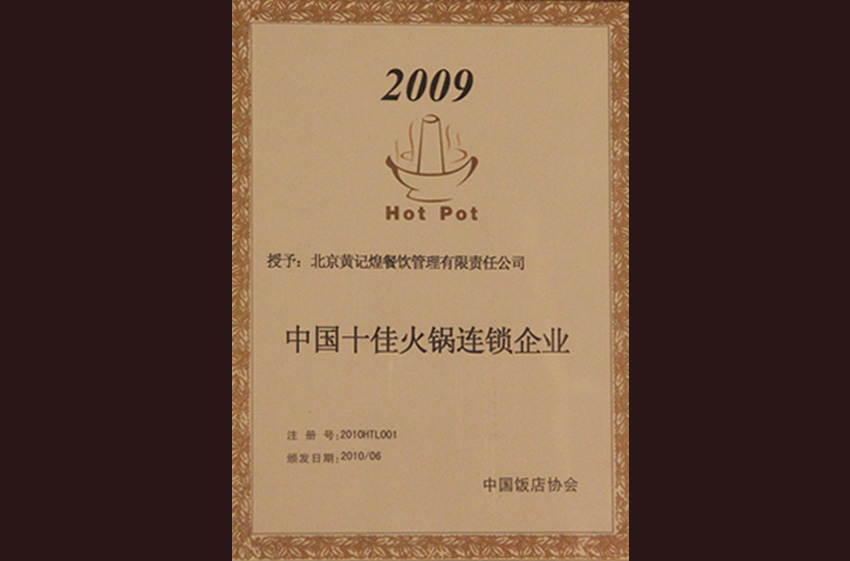 2009
Hot Pot
授予：北京黄记煌餐饮管理有限责任公司
中国十佳火锅连锁企业
注 册 号:2010HTL001
颁发日期:2010/06
中国饭店协会